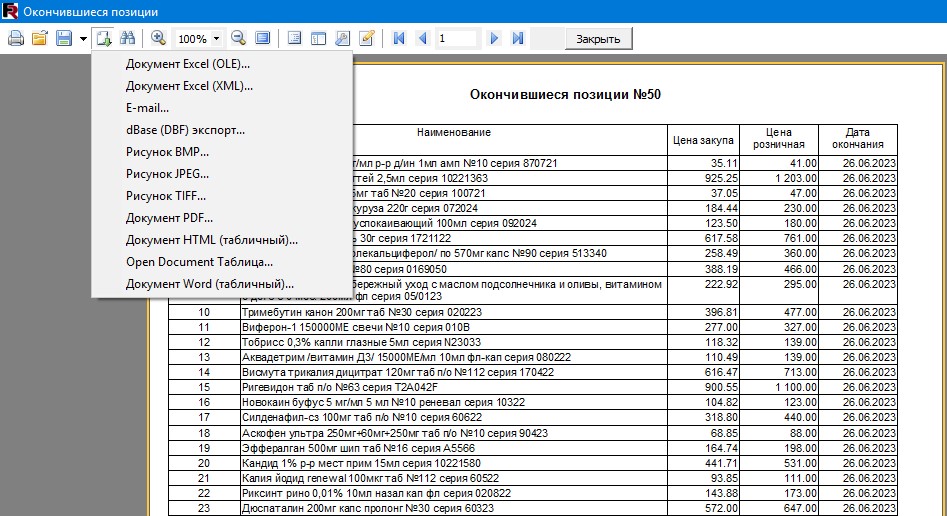 Окончившиеся позиции
100% 1 Закрыть
Документ Excel (OLE)...
Документ Excel (XML)...
E-mail...
dBase (DBF) экспорт...
Рисунок BMP...
Рисунок JPEG...
Рисунок TIFF...
Документ PDF...
Документ HTML (табличный)...
Open Document Таблица...
Документ Word (табличный)...
Окончившиеся позиции №50
Наименование Цена закупа Цена розничная Дата окончания
г/мл р-р д/ин 1мл амп №10 серия 870721 35.11 41.00 26.06.2023
ттей 2,5мл серия 10221363 925.25 1 203.00 26.06.2023
5мг таб №20 серия 100721 37.05 47.00 26.06.2023
куруза 220г серия 072024 184.44 230.00 26.06.2023
успокаивающий 100мл серия 092024 123.50 180.00 26.06.2023
ь 30г серия 1721122 617.58 761.00 26.06.2023
лекальциферол/ по 570мг капс №90 серия 513340 258.49 360.00 26.06.2023
№80 серия 0169050 388.19 466.00 26.06.2023
бережный уход с маслом подсолнечника и оливы, витамином 222.92 295.00 26.06.2023
фл серия 05/0123
10 Тримебутин канон 200мг таб №30 серия 020223 396.81 477.00 26.06.2023
11 Виферон-1 150000МЕ свечи №10 серия 010В 277.00 327.00 26.06.2023
12 Тобрисс 0,3% капли глазные 5мл серия N23033 118.32 139.00 26.06.2023
13 Аквадетрим /витамин Д3/ 15000МЕ/мл 10мл фл-кап серия 080222 110.49 139.00 26.06.2023
14 Висмута трикалия дицитрат 120мг таб п/о №112 серия 170422 616.47 713.00 26.06.2023
15 Ригевидон таб п/о №63 серия T2A042F 900.55 1 100.00 26.06.2023
16 Новокаин буфус 5 мг/мл 5 мл №10 реневал серия 10322 104.82 123.00 26.06.2023
17 Силденафил-сз 100мг таб п/о №10 серия 60622 318.80 440.00 26.06.2023
18 Аскофен ультра 250мг+60мг+250мг таб п/о №10 серия 90423 68.85 88.00 26.06.2023
19 Эффералган 500мг шип таб №16 серия A5566 164.74 198.00 26.06.2023
20 Кандид 1% р-р мест прим 15мл серия 10221580 441.71 531.00 26.06.2023
21 Калия йодид renewal 100мкг таб №112 серия 60522 93.85 111.00 26.06.2023
22 Риксинт рино 0,01% 10мл назал кап фл серия 020822 143.88 173.00 26.06.2023
23 Дюспаталин 200мг капс пролонг №30 серия 60323 572.00 647.00 26.06.2023